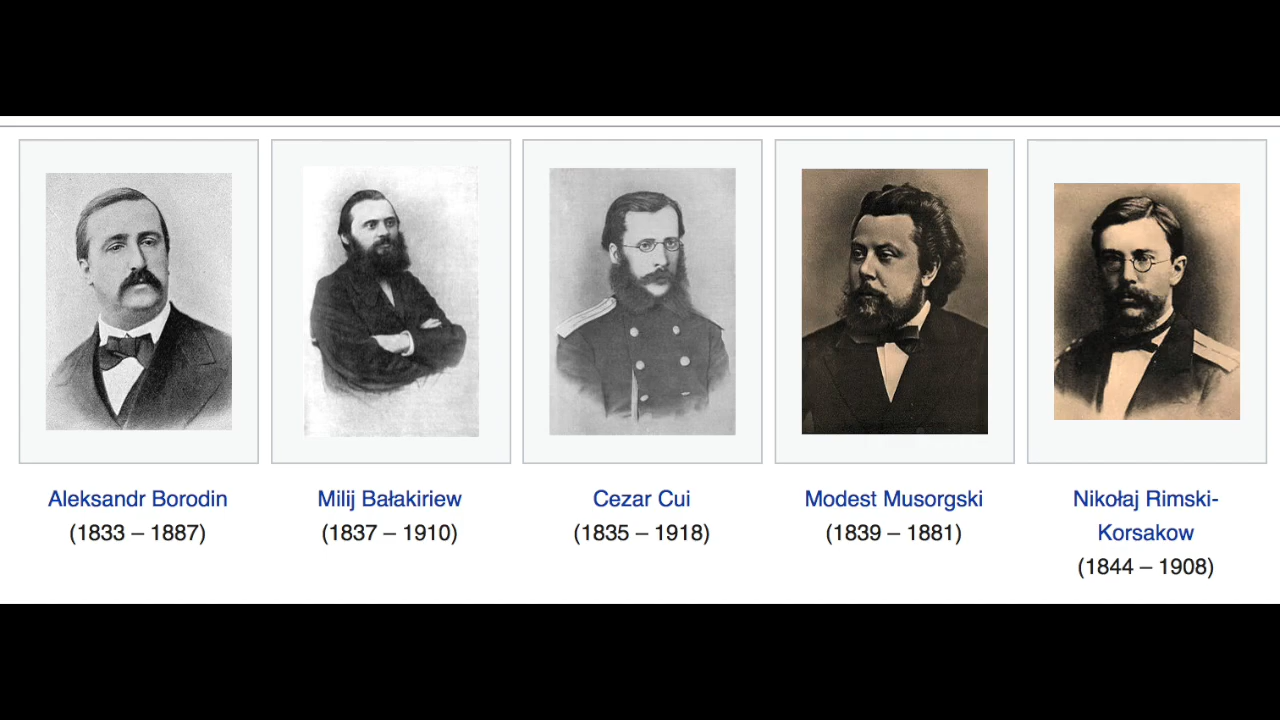 Aleksandr Borodin
(1833 – 1887)
Milij Bałakiriew
(1837 – 1910)
Cezar Cui
(1835 – 1918)
Modest Musorgski
(1839 – 1881)
Nikołaj Rimski-
Korsakow
(1844 – 1908)